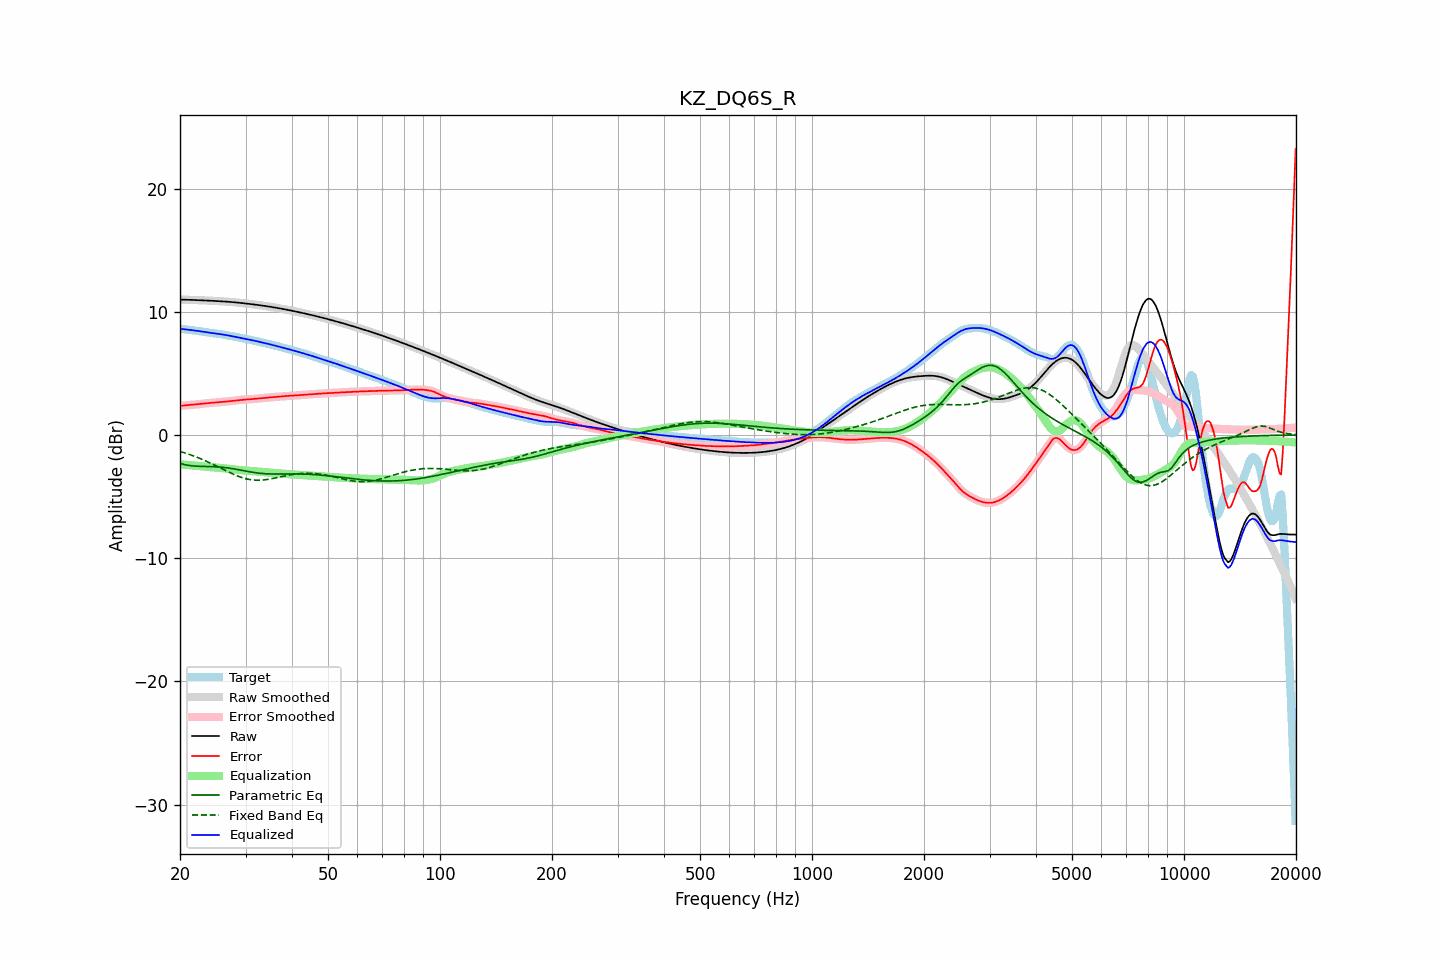 KZ_DQ6S_R
Amplitude (dBr)
20
10
0
−10
−20
−30
Target
Raw Smoothed
Error Smoothed
Raw
Error
Equalization
Parametric Eq
Fixed Band Eq
Equalized
20 50 100 200 500 1000 2000 5000 10000 20000
Frequency (Hz)